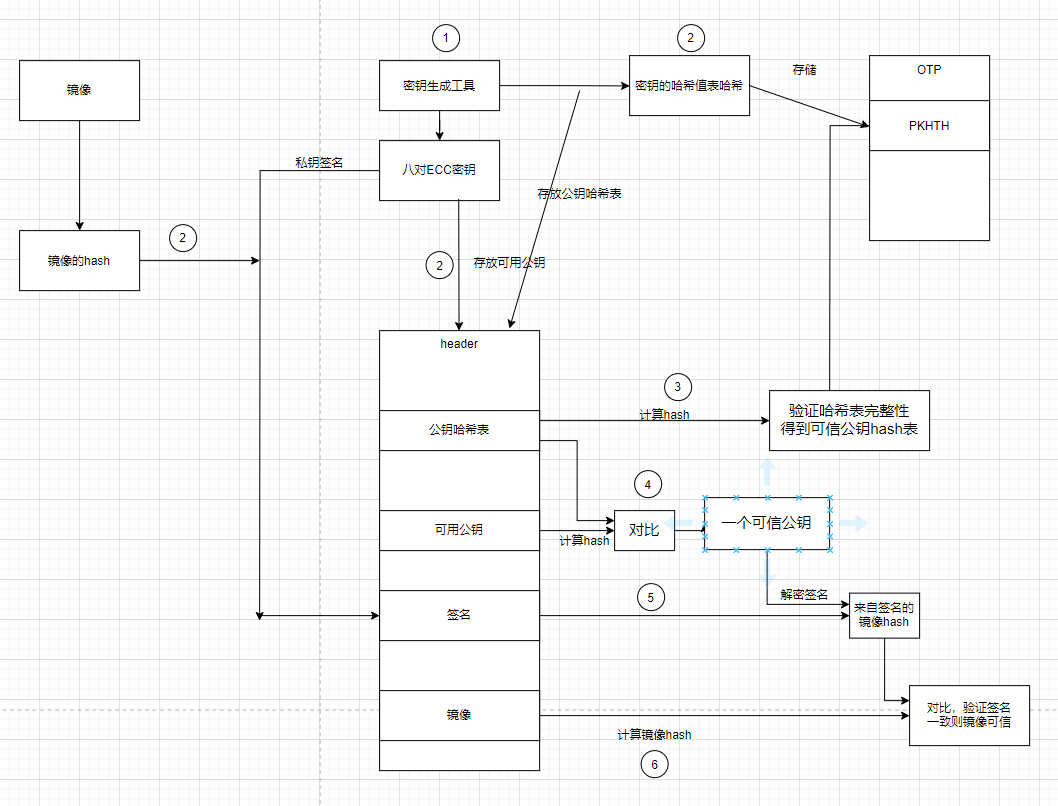 1
2
镜像
密钥生成工具
密钥的哈希值表哈希
存储
OTP
PKHTH
私钥签名
八对ECC密钥
存放公钥哈希表
镜像的hash
2
2
存放可用公钥
header
3
公钥哈希表
计算hash
验证哈希表完整性
得到可信公钥hash表
4
可用公钥
计算hash
对比
一个可信公钥
5
解密签名
签名
来自签名的
镜像hash
镜像
计算镜像hash
对比，验证签名
一致则镜像可信
6